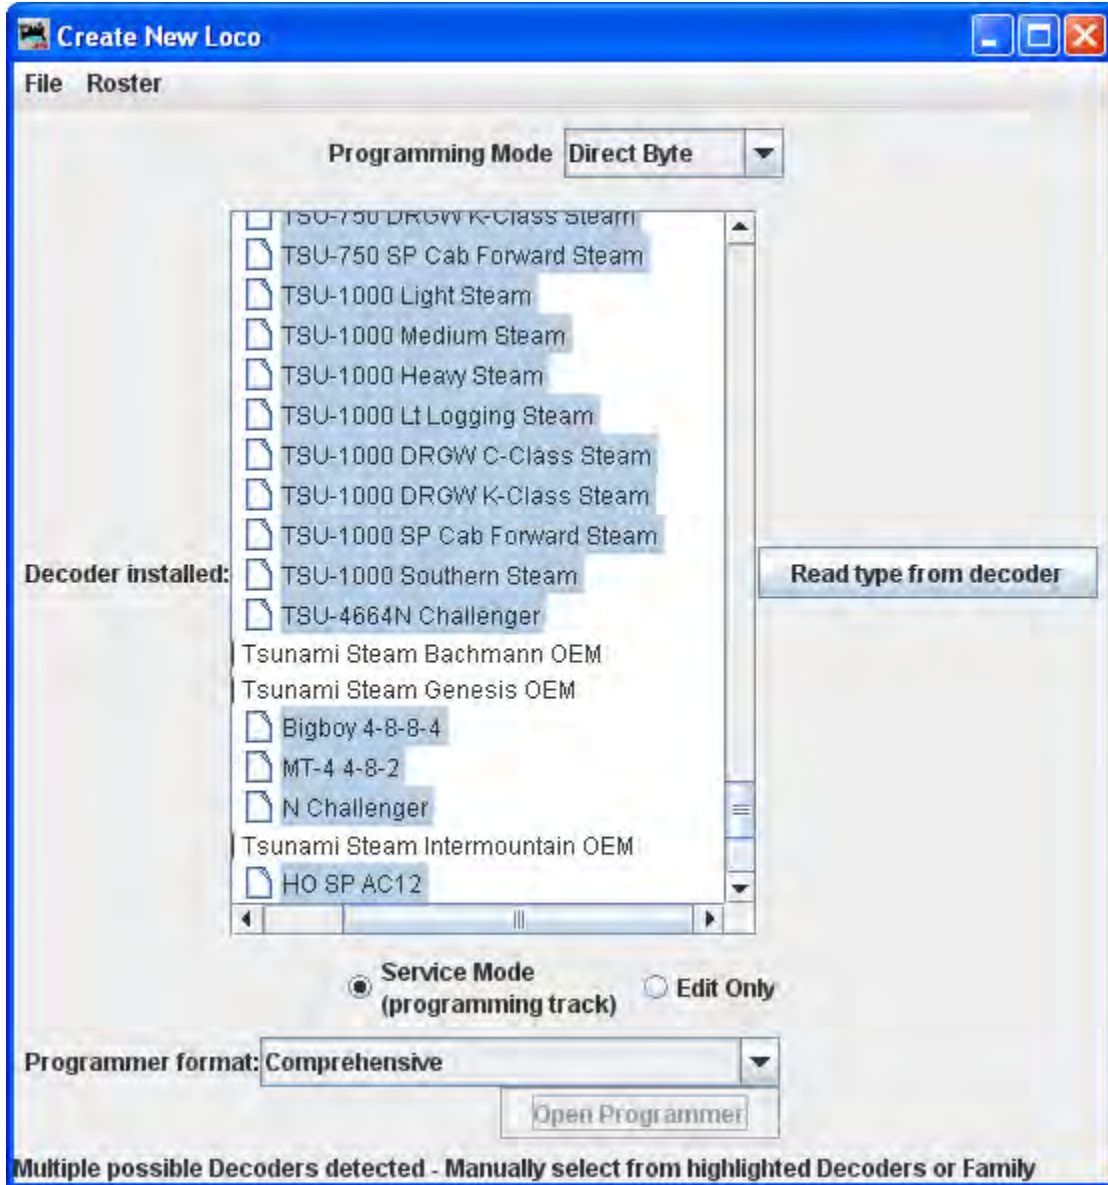 Create New Loco
File Roster
Programming Mode Direct Byte
TSU-750 DRGW K-Class Steam
TSU-750 SP Cab Forward Steam
TSU-1000 Light Steam
TSU-1000 Medium Steam
TSU-1000 Heavy Steam
TSU-1000 Lt Logging Steam
TSU-1000 DRGW C-Class Steam
TSU-1000 DRGW K-Class Steam
TSU-1000 SP Cab Forward Steam
Decoder installed: TSU-1000 Southern Steam Read type from decoder
TSU-4664N Challenger
Tsunami Steam Bachmann OEM
Tsunami Steam Genesis OEM
Bigboy 4-8-8-4
MT-4 4-8-2
N Challenger
Tsunami Steam Intermountain OEM
HO SP AC12
Service Mode
(programming track)
Edit Only
Programmer format: Comprehensive
Open Programmer
Multiple possible Decoders detected - Manually select from highlighted Decoders or Family